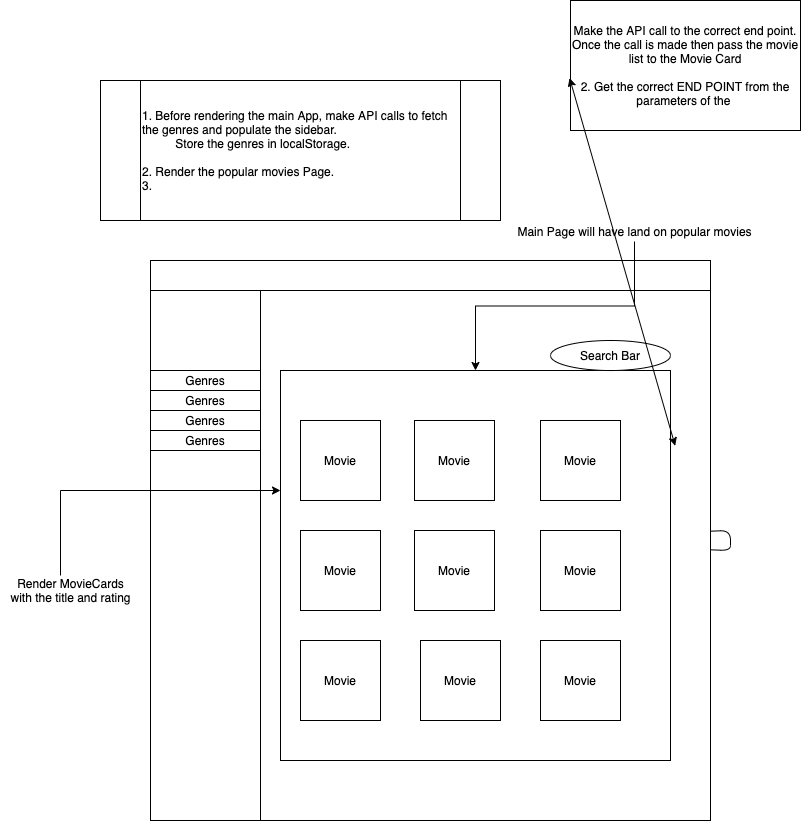 Make the API call to the correct end point.
Once the call is made then pass the movie
list to the Movie Card
2. Get the correct END POINT from the
parameters of the
1. Before rendering the main App, make API calls to fetch
the genres and populate the sidebar.
Store the genres in localStorage.
2. Render the popular movies Page.
3.
Main Page will have land on popular movies
Search Bar
Genres
Genres
Genres
Genres
Movie Movie Movie
Movie Movie Movie
Render MovieCards
with the title and rating
Movie Movie Movie